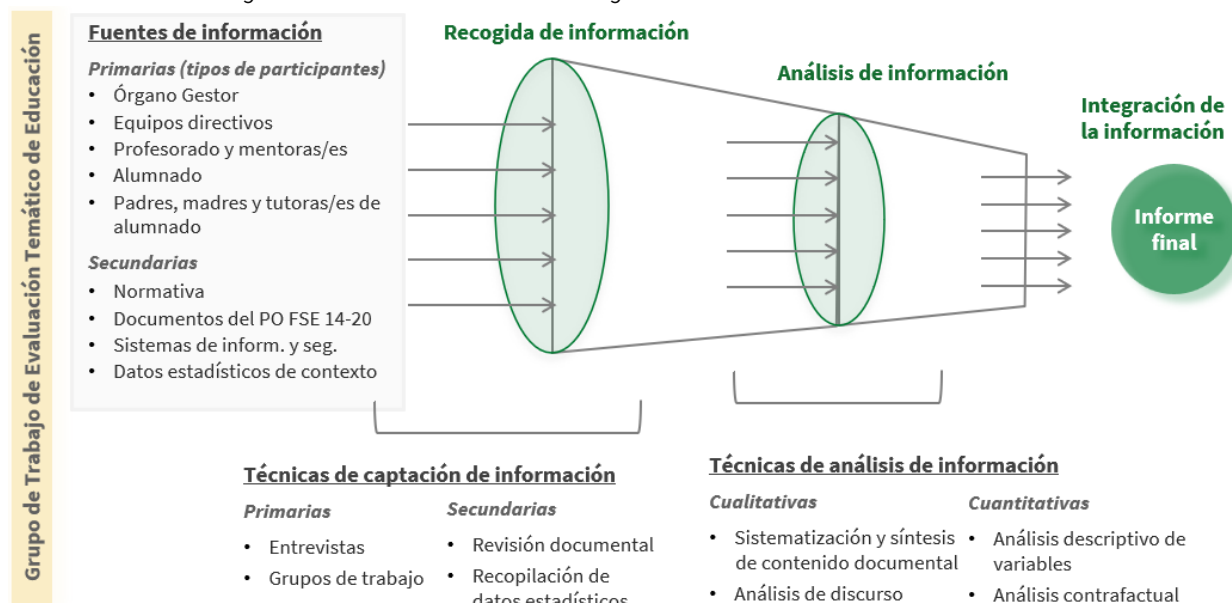 Grupo de Trabajo de Evaluación Temático de Educación
Fuentes de información
Primarias (tipos de participantes)
• Órgano Gestor
• Equipos directivos
• Profesorado y mentoras/es
• Alumnado
• Padres, madres y tutoras/es de
alumnado
Secundarias
• Normativa
• Documentos del PO FSE 14-20
• Sistemas de inform. y seg.
• Datos estadísticos de contexto
Recogida de información
Análisis de información
Integración de
la información
Informe
final
Técnicas de captación de información
Primarias
• Entrevistas
• Grupos de trabajo
Secundarias
• Revisión documental
• Recopilación de
datos estadísticos
Técnicas de análisis de información
Cualitativas
• Sistematización y síntesis
de contenido documental
• Análisis de discurso
Cuantitativas
• Análisis descriptivo de
variables
• Análisis contrafactual